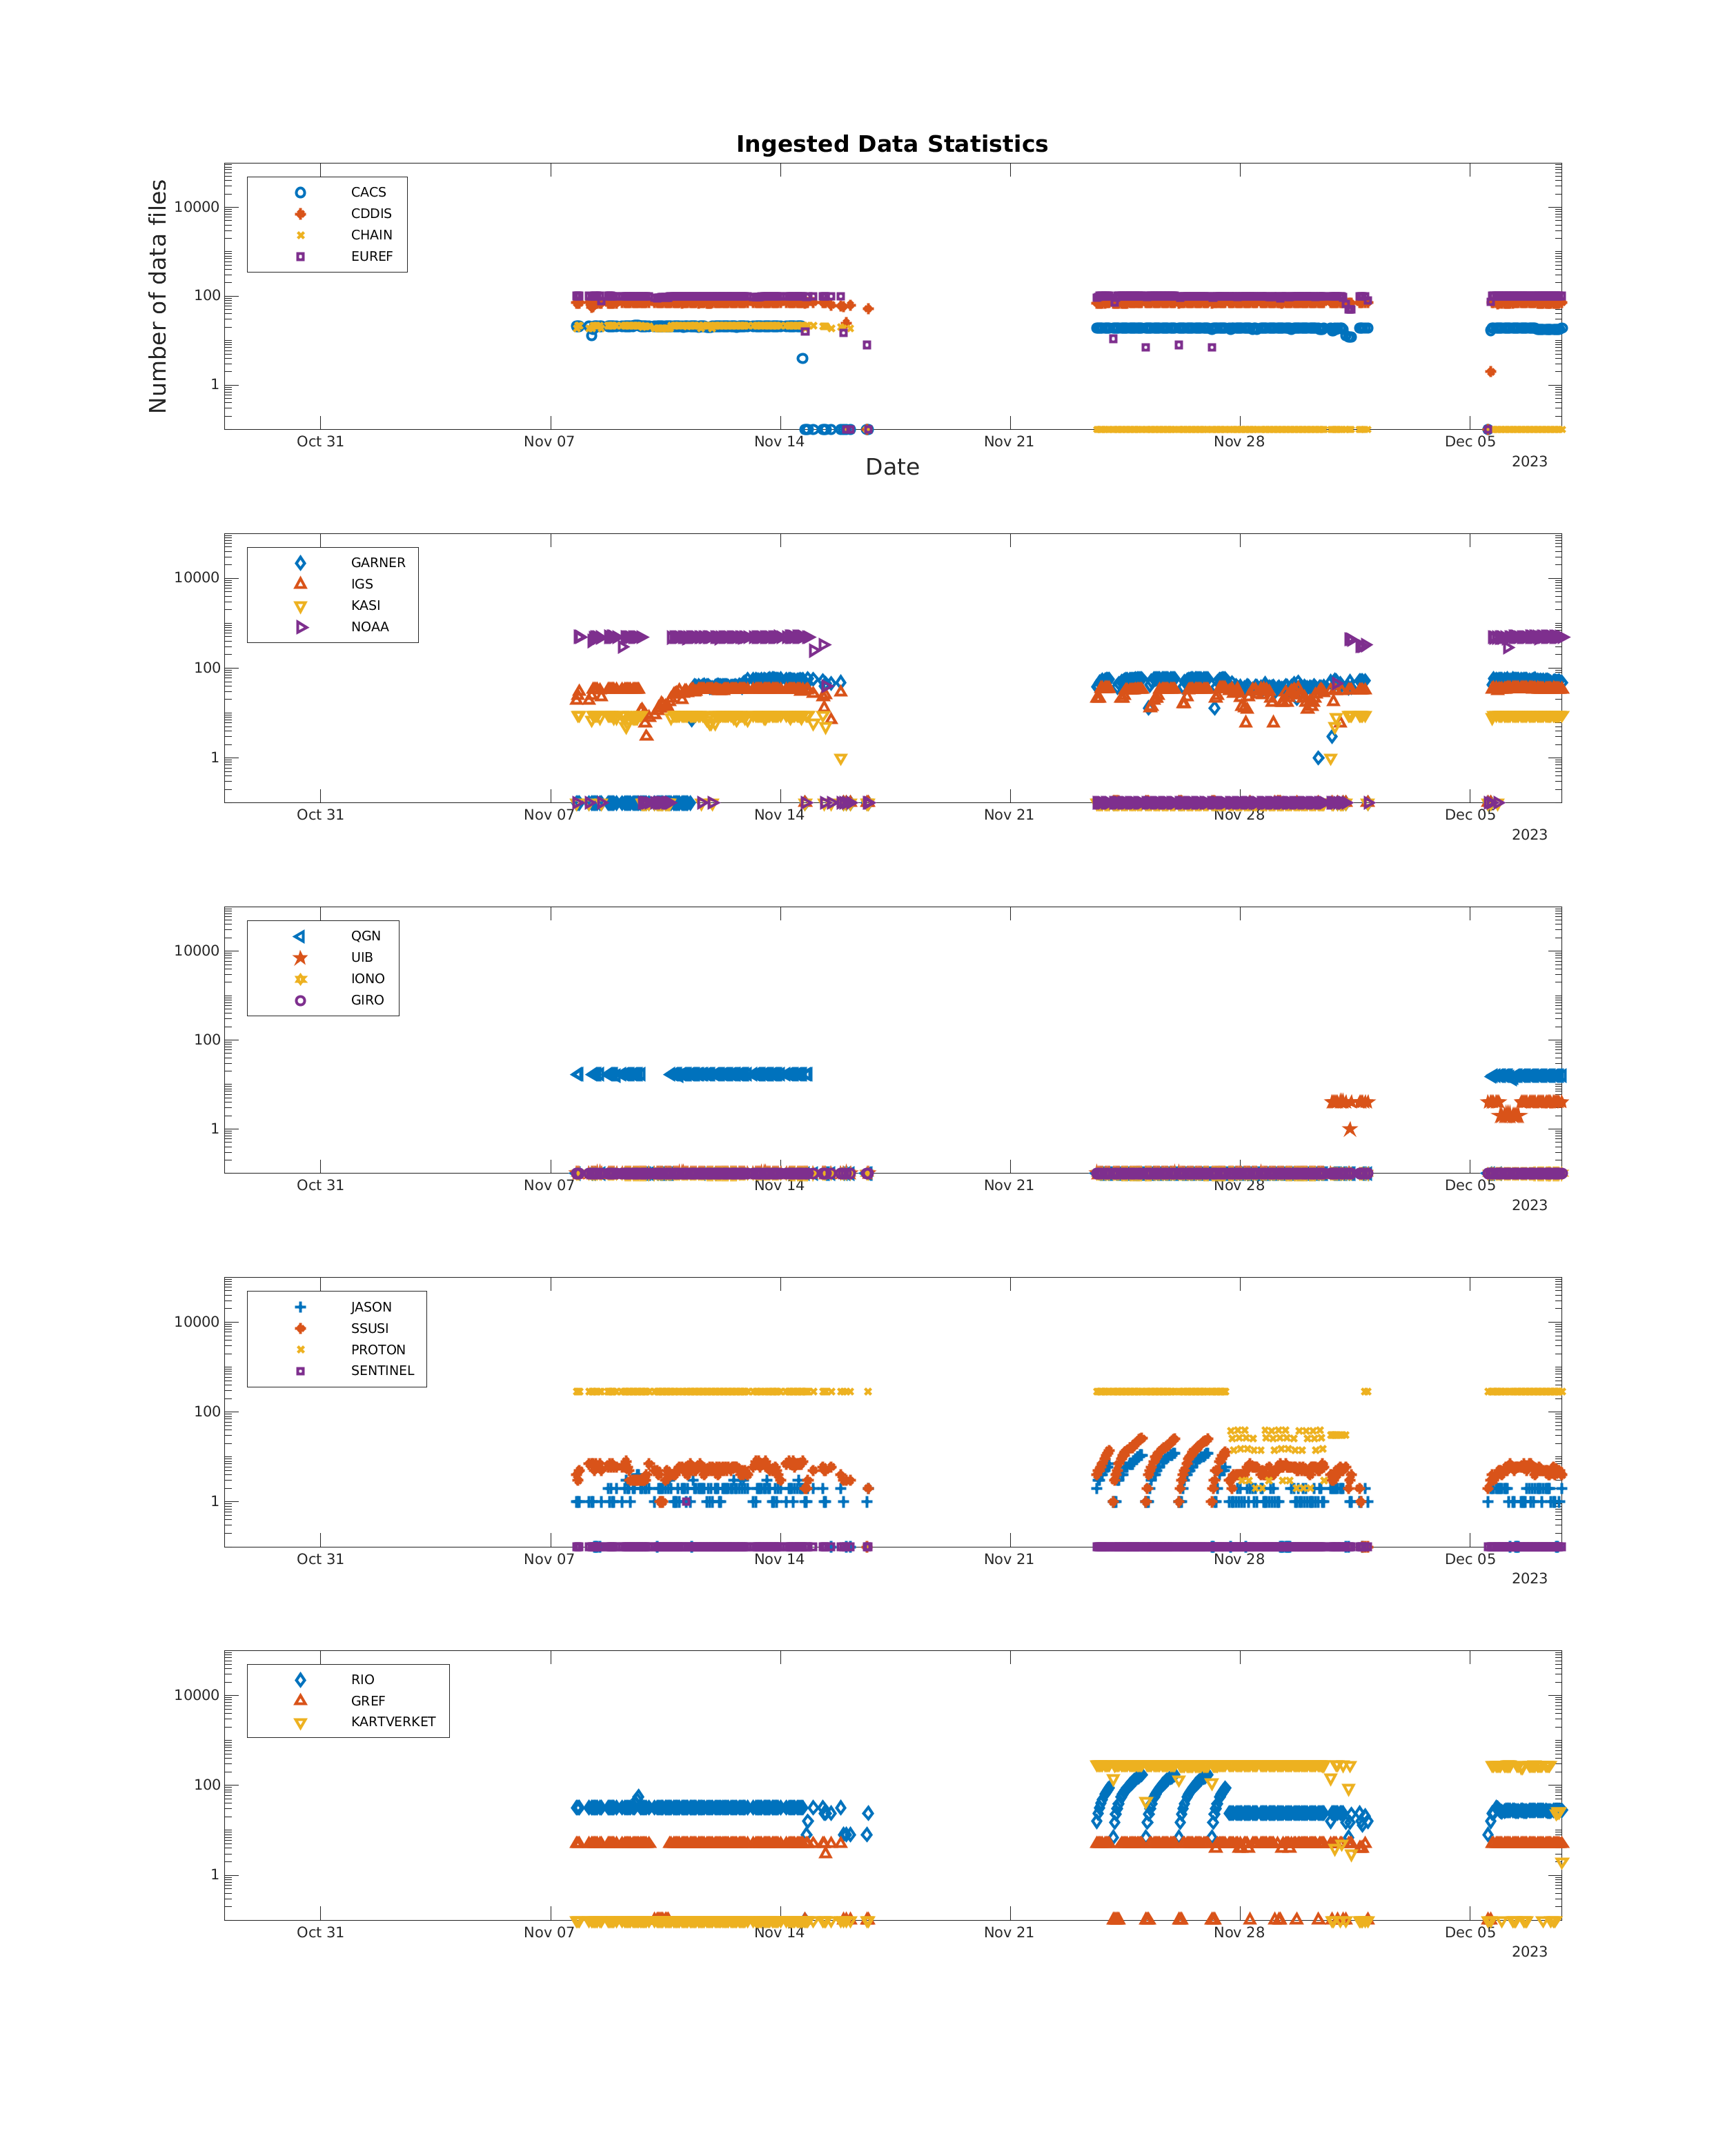 Ingested Data Statistics
Number of data files
10000
100
1
CACS
CDDIS
CHAIN
EUREF
Oct 31 Nov 07 Nov 14 Nov 21 Nov 28 Dec 05
2023
Date
10000
100
1
GARNER
IGS
KASI
NOAA
Oct 31 Nov 07 Nov 14 Nov 21 Nov 28 Dec 05
2023
10000
100
1
QGN
UIB
IONO
GIRO
Oct 31 Nov 07 Nov 14 Nov 21 Nov 28 Dec 05
2023
10000
100
1
JASON
SSUSI
PROTON
SENTINEL
Oct 31 Nov 07 Nov 14 Nov 21 Nov 28 Dec 05
2023
10000
100
1
RIO
GREF
KARTVERKET
Oct 31 Nov 07 Nov 14 Nov 21 Nov 28 Dec 05
2023